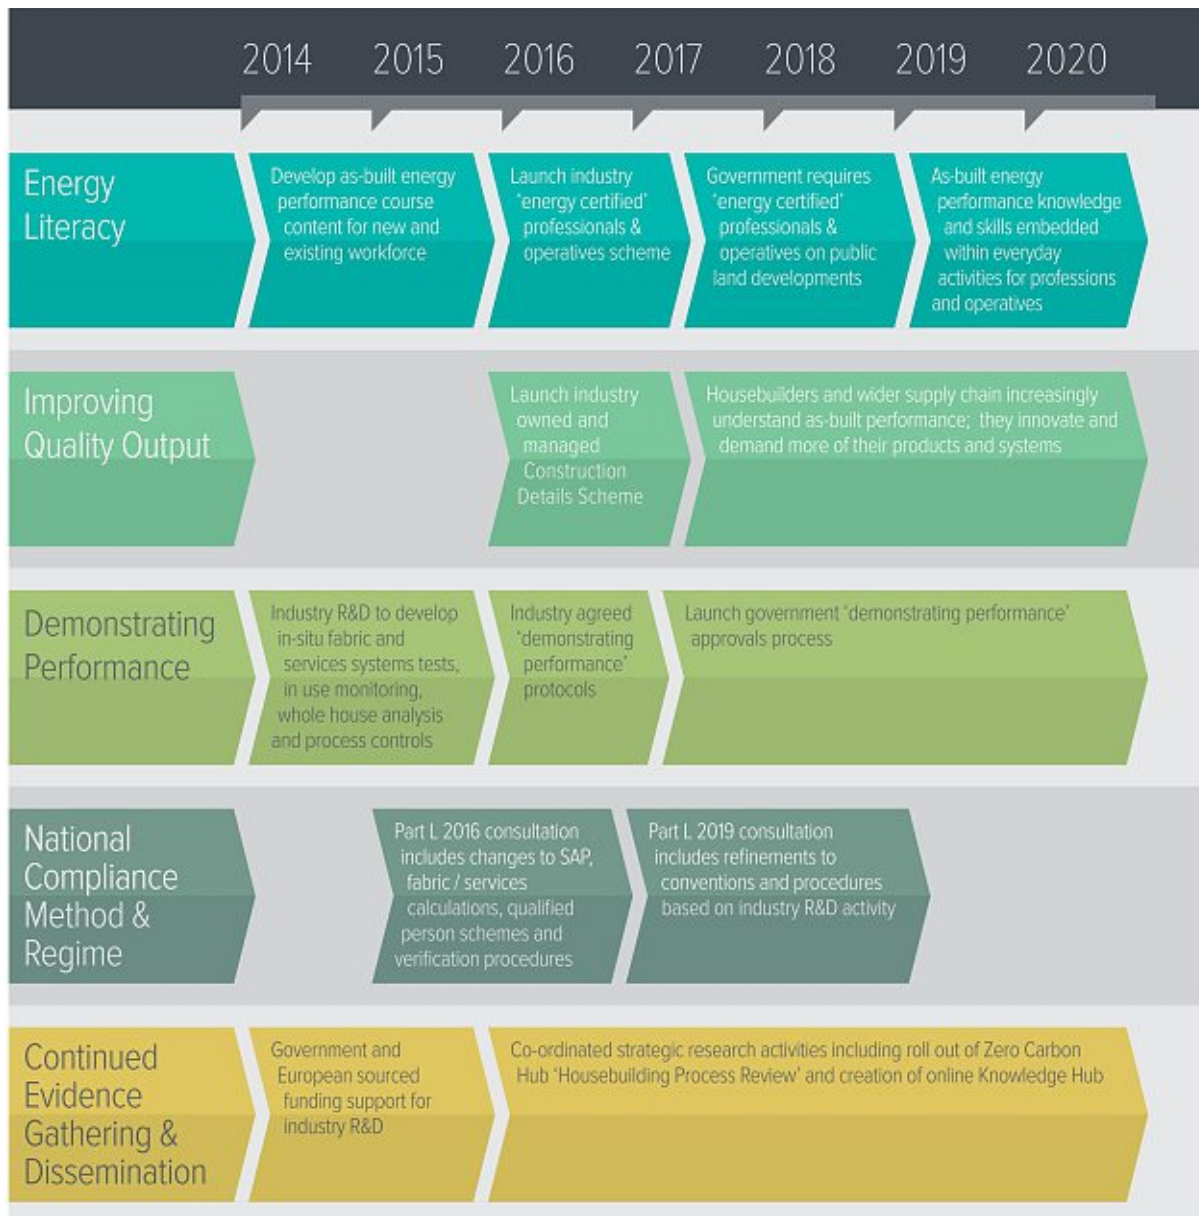 2014 2015 2016 2017 2018 2019 2020
Energy
Literacy
Develop as-built energy
performance course
content for new and
existing workforce
Launch industry
‘energy certified’
professionals &
operatives scheme
Government requires
‘energy certified’
professionals &
operatives on public
land developments
As-built energy
performance knowledge
and skills embedded
within everyday
activities for professions
and operatives
Improving
Quality Output
Launch industry
owned and
managed
Construction
Details Scheme
Housebuilders and wider supply chain increasingly
understand as-built performance; they innovate and
demand more of their products and systems
Demonstrating
Performance
Industry R&D to develop
in-situ fabric and
services systems tests,
in use monitoring,
whole house analysis
and process controls
Industry agreed
‘demonstrating
performance’
protocols
Launch government ‘demonstrating performance’
approvals process
National
Compliance
Method &
Regime
Part L 2016 consultation
includes changes to SAP,
fabric / services
calculations, qualified
person schemes and
verification procedures
Part L 2019 consultation
includes refinements to
conventions and procedures
based on industry R&D activity
Continued
Evidence
Gathering &
Dissemination
Government and
European sourced
funding support for
industry R&D
Co-ordinated strategic research activities including roll out of Zero Carbon
Hub ‘Housebuilding Process Review’ and creation of online Knowledge Hub